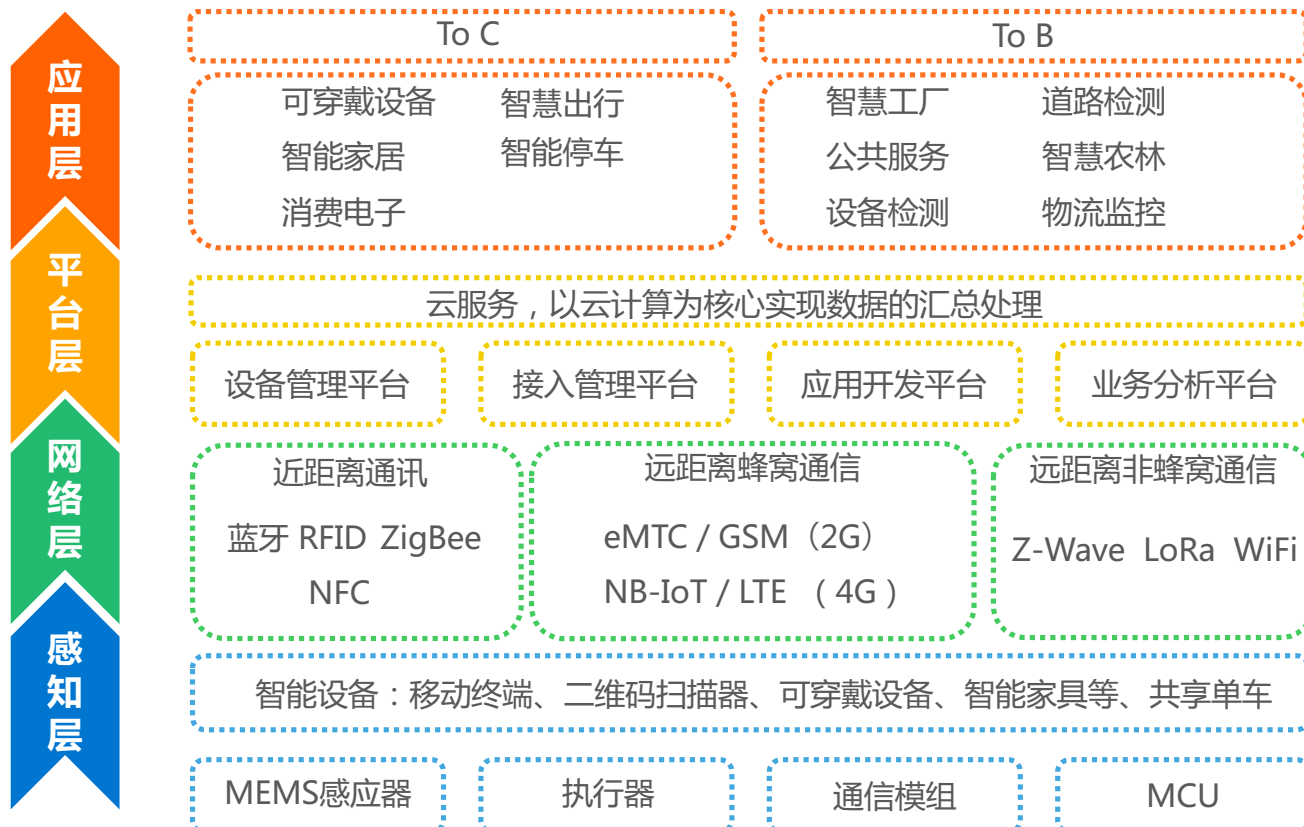 应用层
To C
To B
可穿戴设备 智慧出行
智能家居 智能停车
消费电子
智慧工厂 道路检测
公共服务 智慧农林
设备检测 物流监控
平台层
云服务，以云计算为核心实现数据的汇总处理
设备管理平台
接入管理平台
应用开发平台
业务分析平台
网络层
近距离通讯
蓝牙 RFID ZigBee
NFC
远距离蜂窝通信
eMTC / GSM（2G）
NB-IoT / LTE （4G）
远距离非蜂窝通信
Z-Wave LoRa WiFi
感知层
智能设备：移动终端、二维码扫描器、可穿戴设备、智能家具等、共享单车
MEMS感应器
执行器
通信模组
MCU